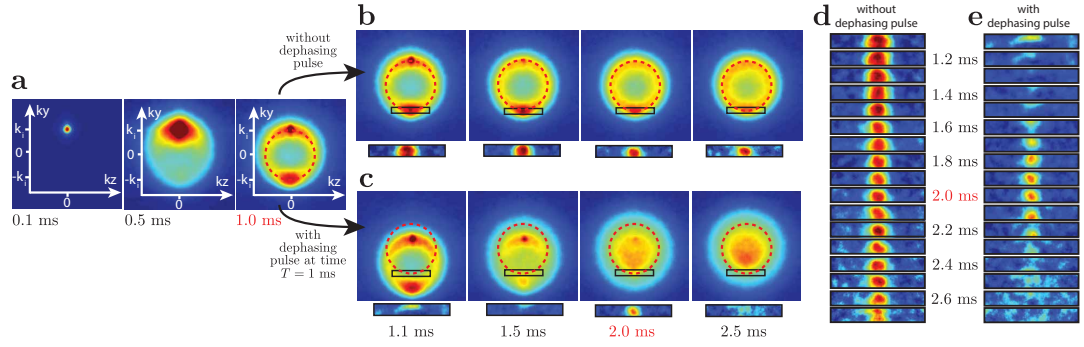 a
ky
k i
0
-k i
kz
0
0.1 ms
ky
k i
0
-k i
kz
0
0.5 ms
ky
k i
0
-k i
kz
0
1.0 ms
without
dephasing
pulse
with
dephasing
pulse at time
T = 1 ms
b
c
1.1 ms
1.5 ms
2.0 ms
2.5 ms
d
without
dephasing pulse
e
with
dephasing pulse
1.2 ms
1.4 ms
1.6 ms
1.8 ms
2.0 ms
2.2 ms
2.4 ms
2.6 ms